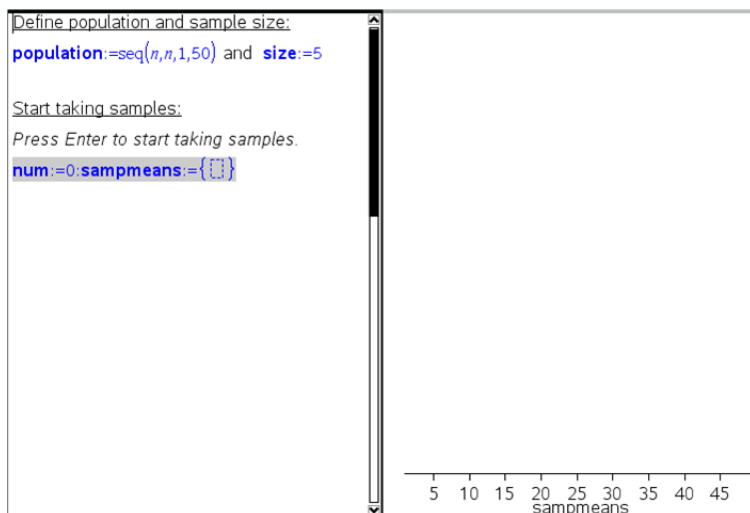 Define population and sample size:
population:=seq(n,n,1,50) and size:=5
Start taking samples:
Press Enter to start taking samples.
num:=0:sampmeans:={⬚}
5 10 15 20 25 30 35 40 45
sampmeans